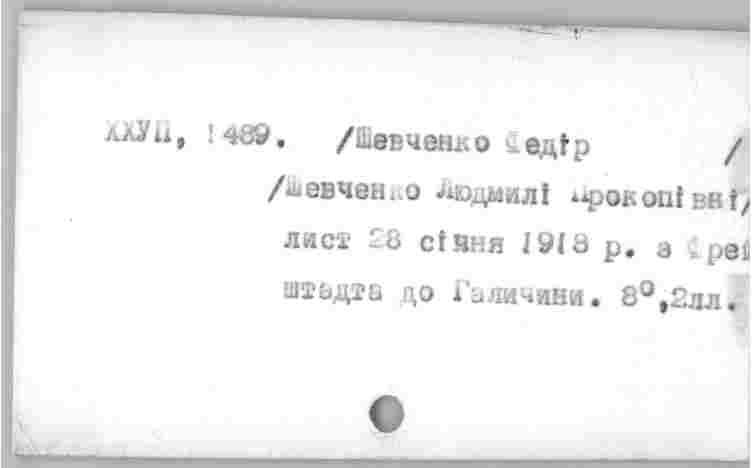 ХХУП, 1489. /Шевченко Федір /
/Шевченко Людмилі Прокопівні/
лист 28 січня 1918 р. з Фрей
штадта до Галичини. 8°,2лл.